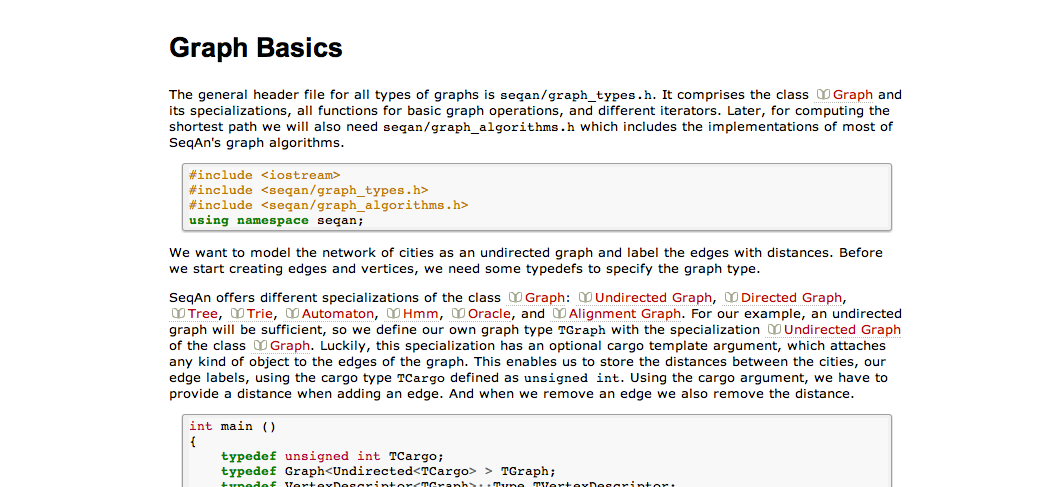 Graph Basics
The general header file for all types of graphs is seqan/graph_types.h. It comprises the class Graph and
its specializations, all functions for basic graph operations, and different iterators. Later, for computing the
shortest path we will also need seqan/graph_algorithms.h which includes the implementations of most of
SeqAn's graph algorithms.
#include <iostream>
#include <seqan/graph_types.h>
#include <seqan/graph_algorithms.h>
using namespace seqan;
We want to model the network of cities as an undirected graph and label the edges with distances. Before
we start creating edges and vertices, we need some typedefs to specify the graph type.
SeqAn offers different specializations of the class Graph: Undirected Graph, Directed Graph,
Tree, Trie, Automaton, Hmm, Oracle, and Alignment Graph. For our example, an undirected
graph will be sufficient, so we define our own graph type TGraph with the specialization Undirected Graph
of the class Graph. Luckily, this specialization has an optional cargo template argument, which attaches
any kind of object to the edges of the graph. This enables us to store the distances between the cities, our
edge labels, using the cargo type TCargo defined as unsigned int. Using the cargo argument, we have to
provide a distance when adding an edge. And when we remove an edge we also remove the distance.
int main ()
{
    typedef unsigned int TCargo;
    typedef Graph<Undirected<TCargo> > TGraph;
    typedef VertexDescriptor<TGraph>::Type TVertexDescriptor;